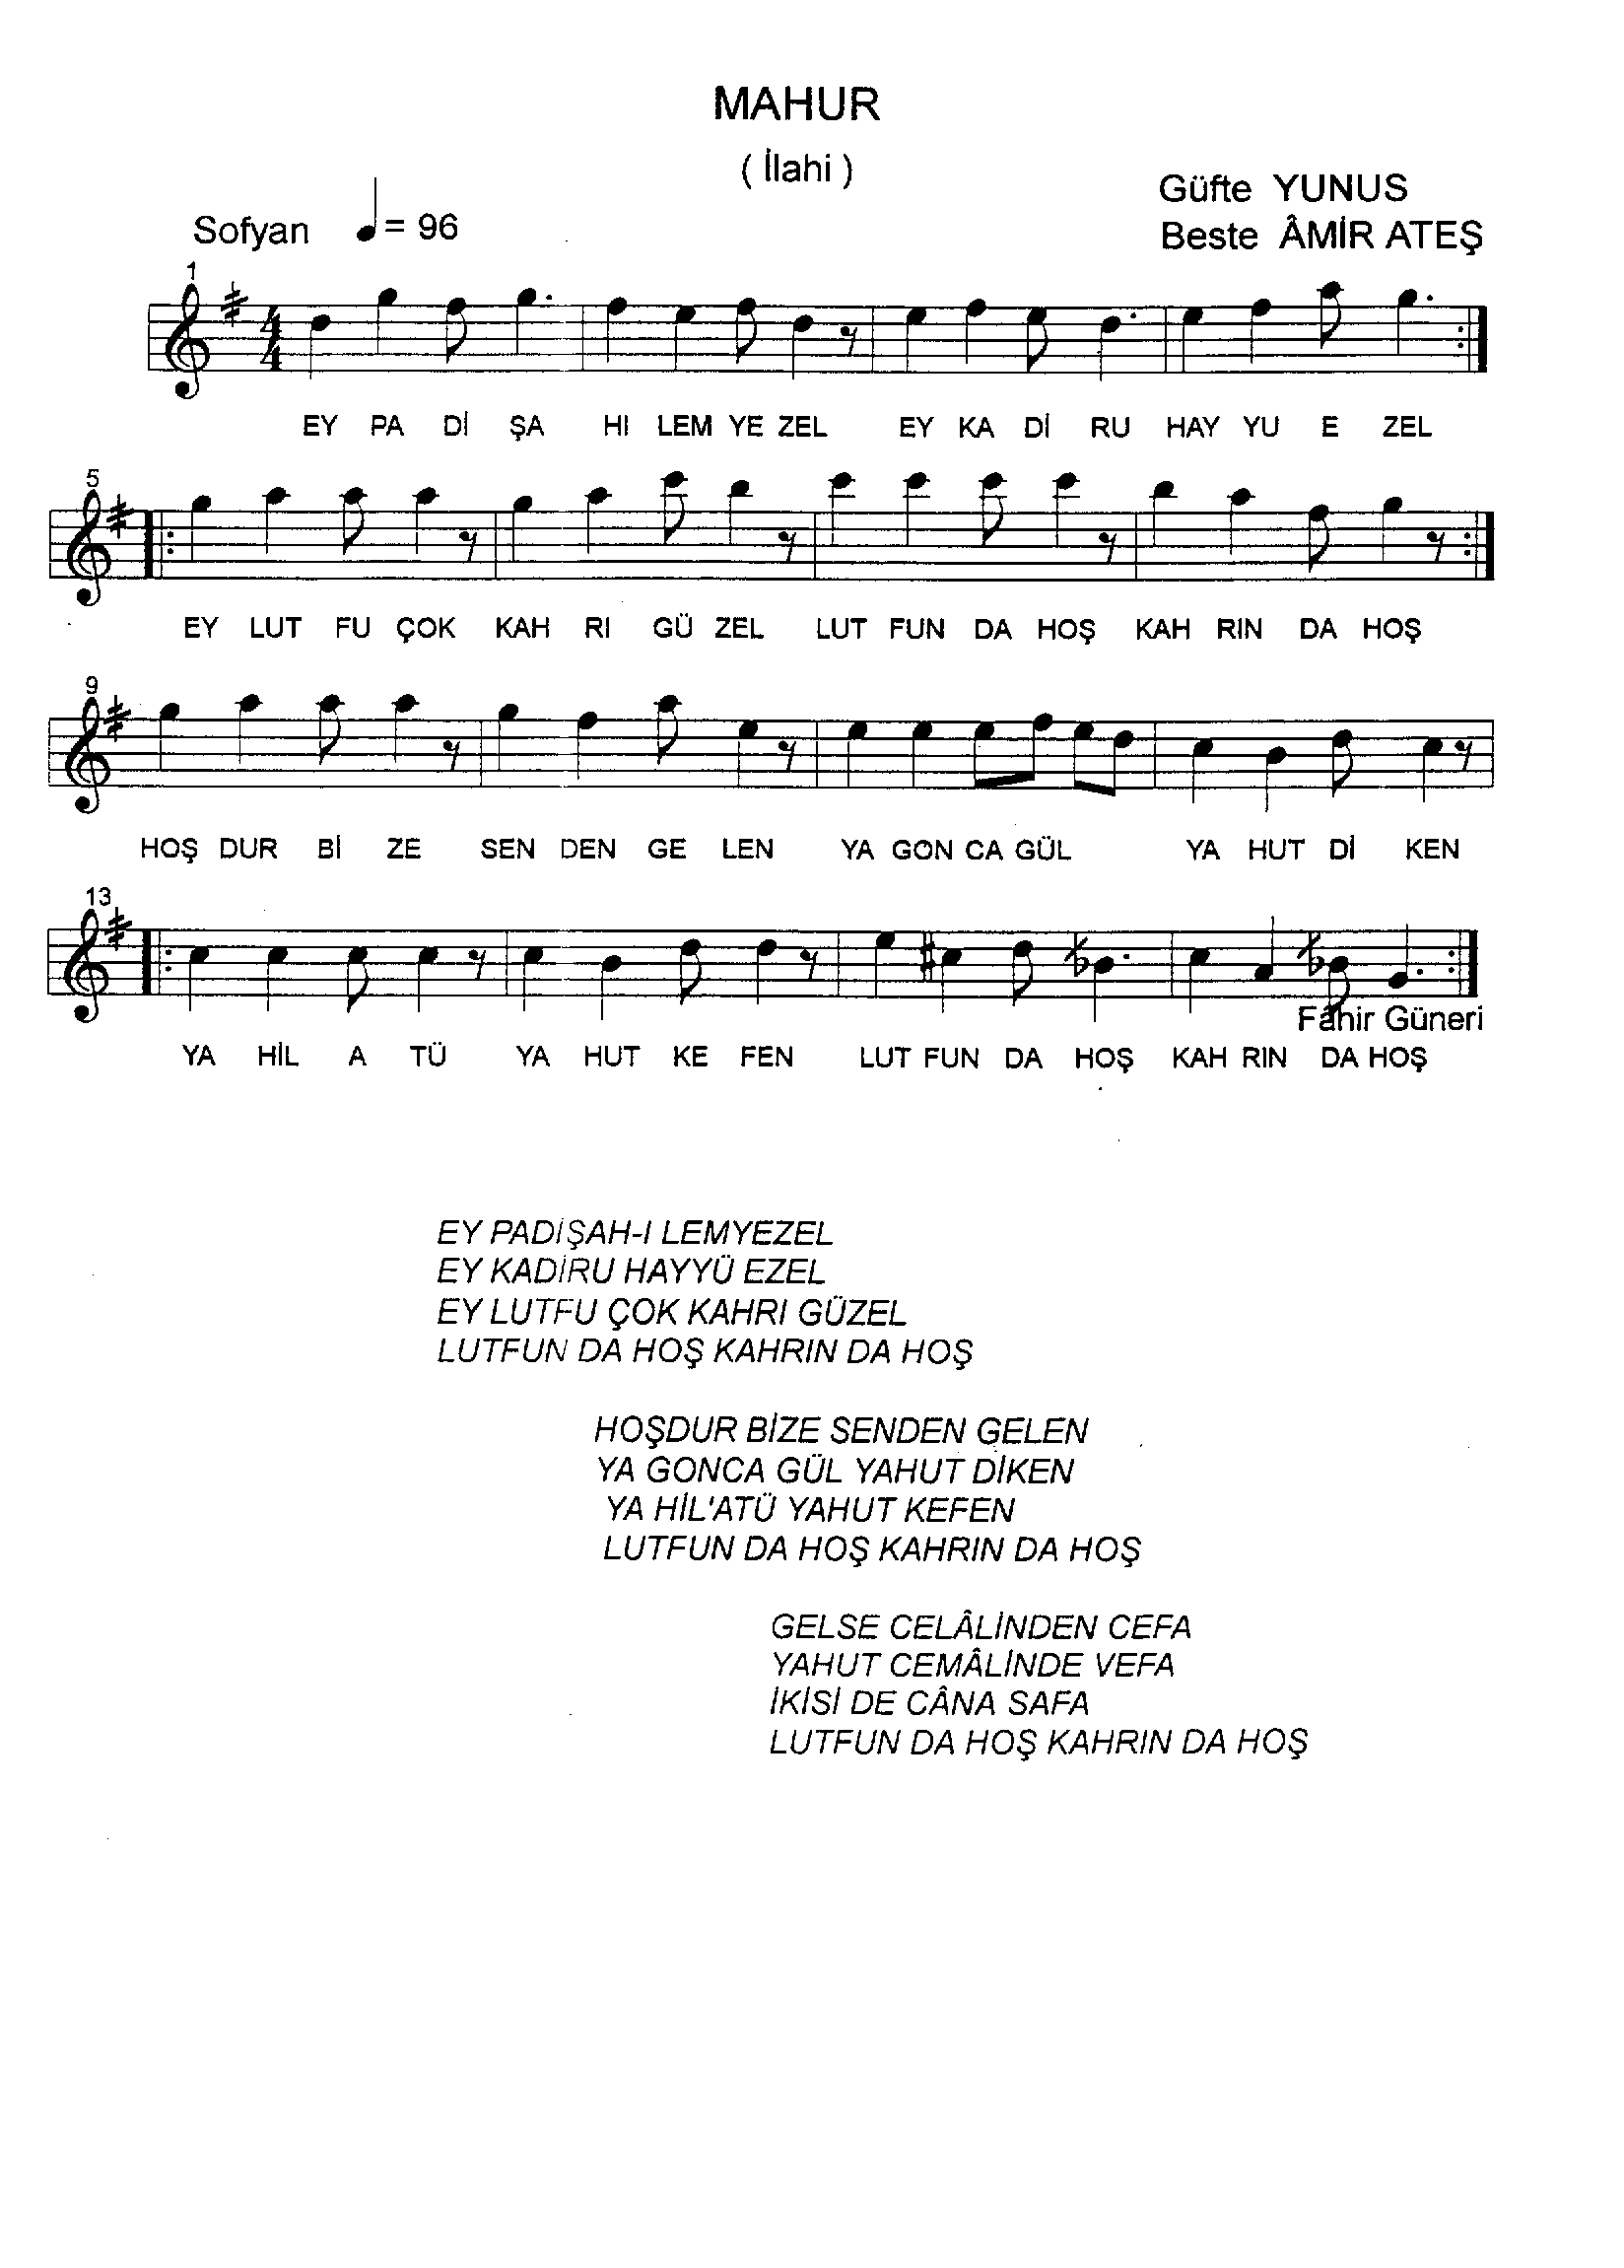 MAHUR
( İlahi )
Güfte YUNUS
Sofyan = 96
Beste ÂMİR ATEŞ
1
4
4
EY PA Dİ ŞA HI LEM YE ZEL EY KA Dİ RU HAY YU E ZEL
5
EY LUT FU ÇOK KAH RI GÜ ZEL LUT FUN DA HOŞ KAH RIN DA HOŞ
9
HOŞ DUR Bİ ZE SEN DEN GE LEN YA GON CA GÜL YA HUT Dİ KEN
13
Fahir Güneri
YA HİL A TÜ YA HUT KE FEN LUT FUN DA HOŞ KAH RIN DA HOŞ
EY PADİŞAH-I LEMYEZEL
EY KADİRU HAYYÜ EZEL
EY LUTFU ÇOK KAHRI GÜZEL
LUTFUN DA HOŞ KAHRIN DA HOŞ
HOŞDUR BİZE SENDEN GELEN
YA GONCA GÜL YAHUT DİKEN
YA HİL'ATÜ YAHUT KEFEN
LUTFUN DA HOŞ KAHRIN DA HOŞ
GELSE CELÂLİNDEN CEFA
YAHUT CEMÂLİNDE VEFA
İKİSİ DE CÂNA SAFA
LUTFUN DA HOŞ KAHRIN DA HOŞ